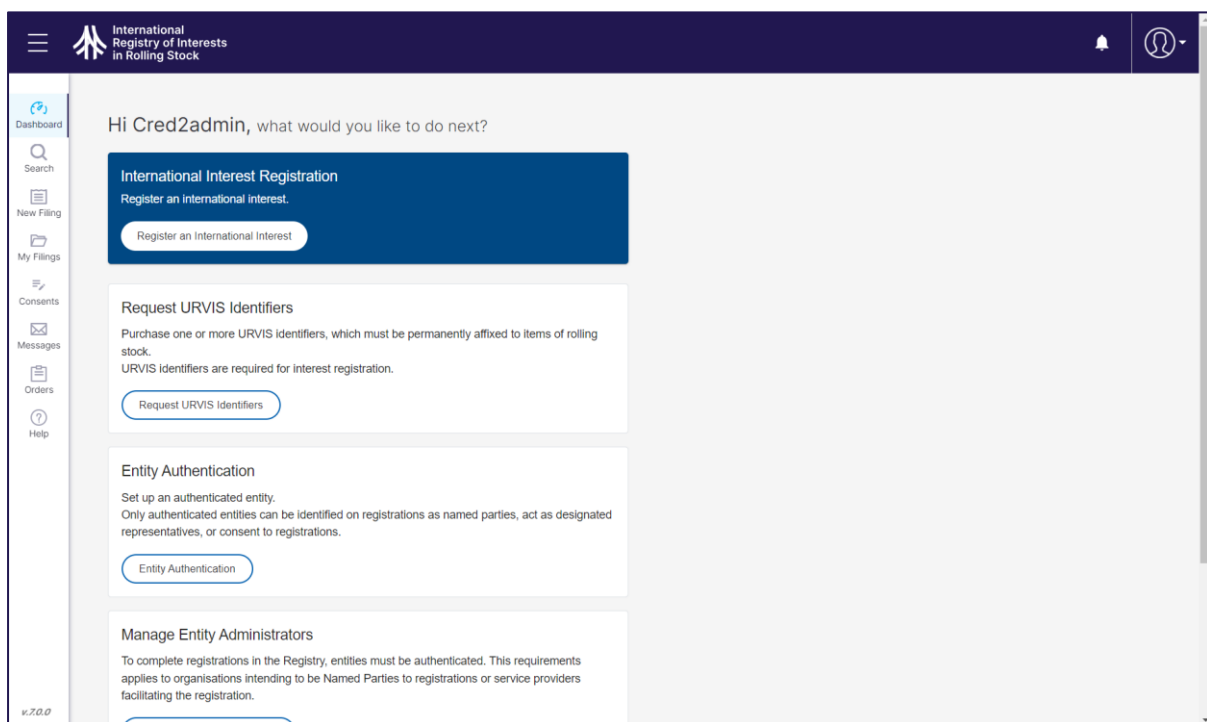 International
Registry of Interests
in Rolling Stock
Dashboard
Search
New Filing
My Filings
Consents
Messages
Orders
Help
v.7.0.0
Hi Cred2admin, what would you like to do next?
International Interest Registration
Register an international interest.
Register an International Interest
Request URVIS Identifiers
Purchase one or more URVIS identifiers, which must be permanently affixed to items of rolling
stock.
URVIS identifiers are required for interest registration.
Request URVIS Identifiers
Entity Authentication
Set up an authenticated entity.
Only authenticated entities can be identified on registrations as named parties, act as designated
representatives, or consent to registrations.
Entity Authentication
Manage Entity Administrators
To complete registrations in the Registry, entities must be authenticated. This requirements
applies to organisations intending to be Named Parties to registrations or service providers
facilitating the registration.